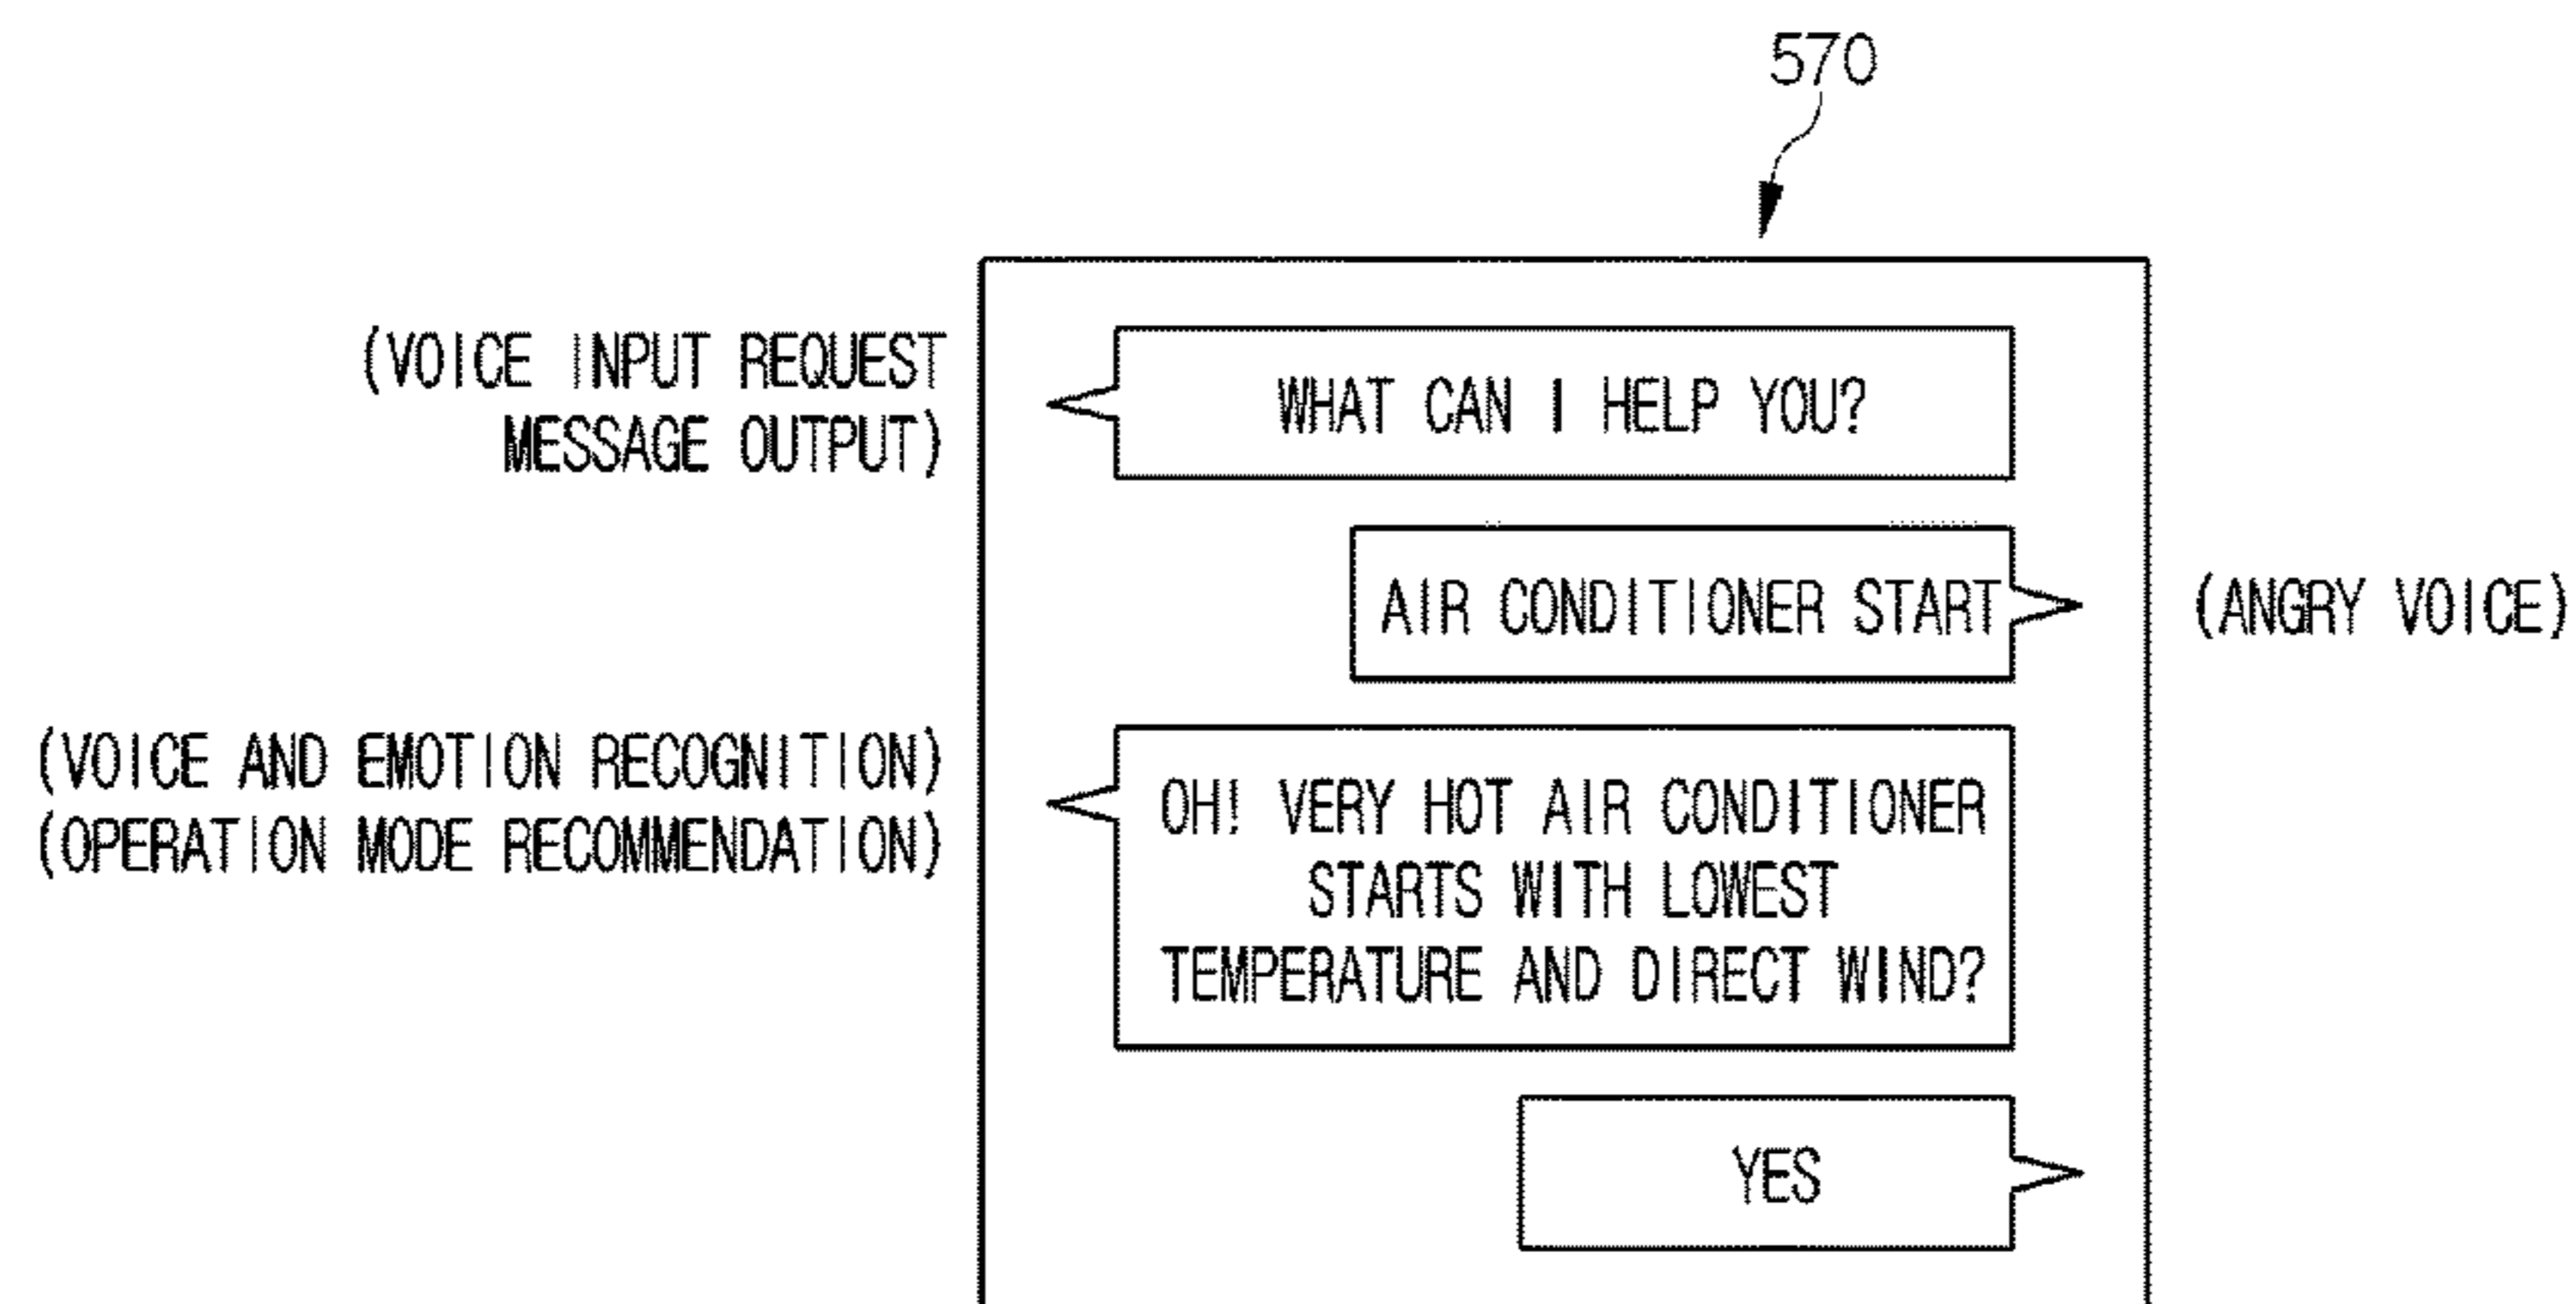 570
(VOICE INPUT REQUEST
MESSAGE OUTPUT)
WHAT CAN I HELP YOU?
AIR CONDITIONER START
(ANGRY VOICE)
(VOICE AND EMOTION RECOGNITION)
(OPERATION MODE RECOMMENDATION)
OH! VERY HOT AIR CONDITIONER
STARTS WITH LOWEST
TEMPERATURE AND DIRECT WIND?
YES